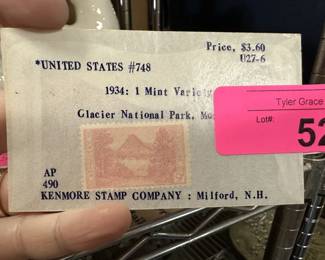 Price, $3.60
U27-6
*UNITED STATES #748
1934: 1 Mint
Glacier National Park,
Tyler Grace
Lot#:
52
AP
490
KENMORE STAMP COMPANY : Milford, N.H.